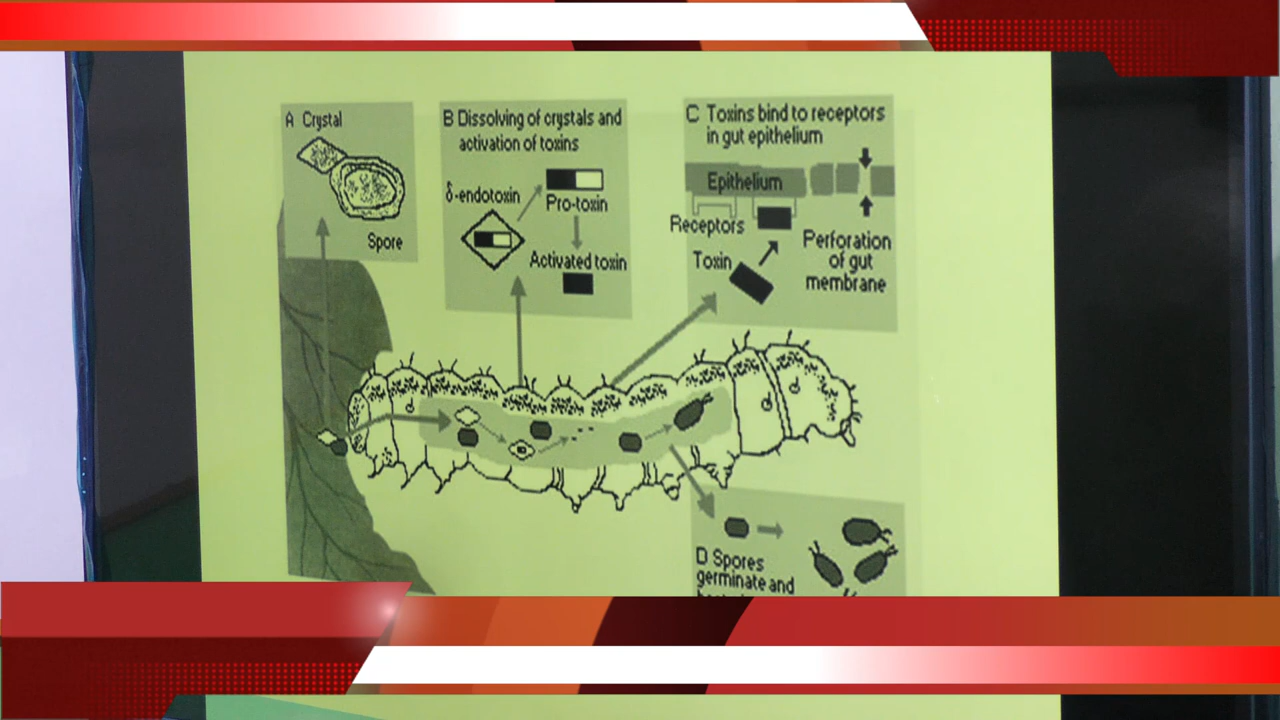 A Crystal
Spore
B Dissolving of crystals and
activation of toxins
δ-endotoxin
Pro-toxin
Activated toxin
C Toxins bind to receptors
in gut epithelium
Epithelium
Receptors
Toxin
Perforation
of gut
membrane
D Spores
germinate and